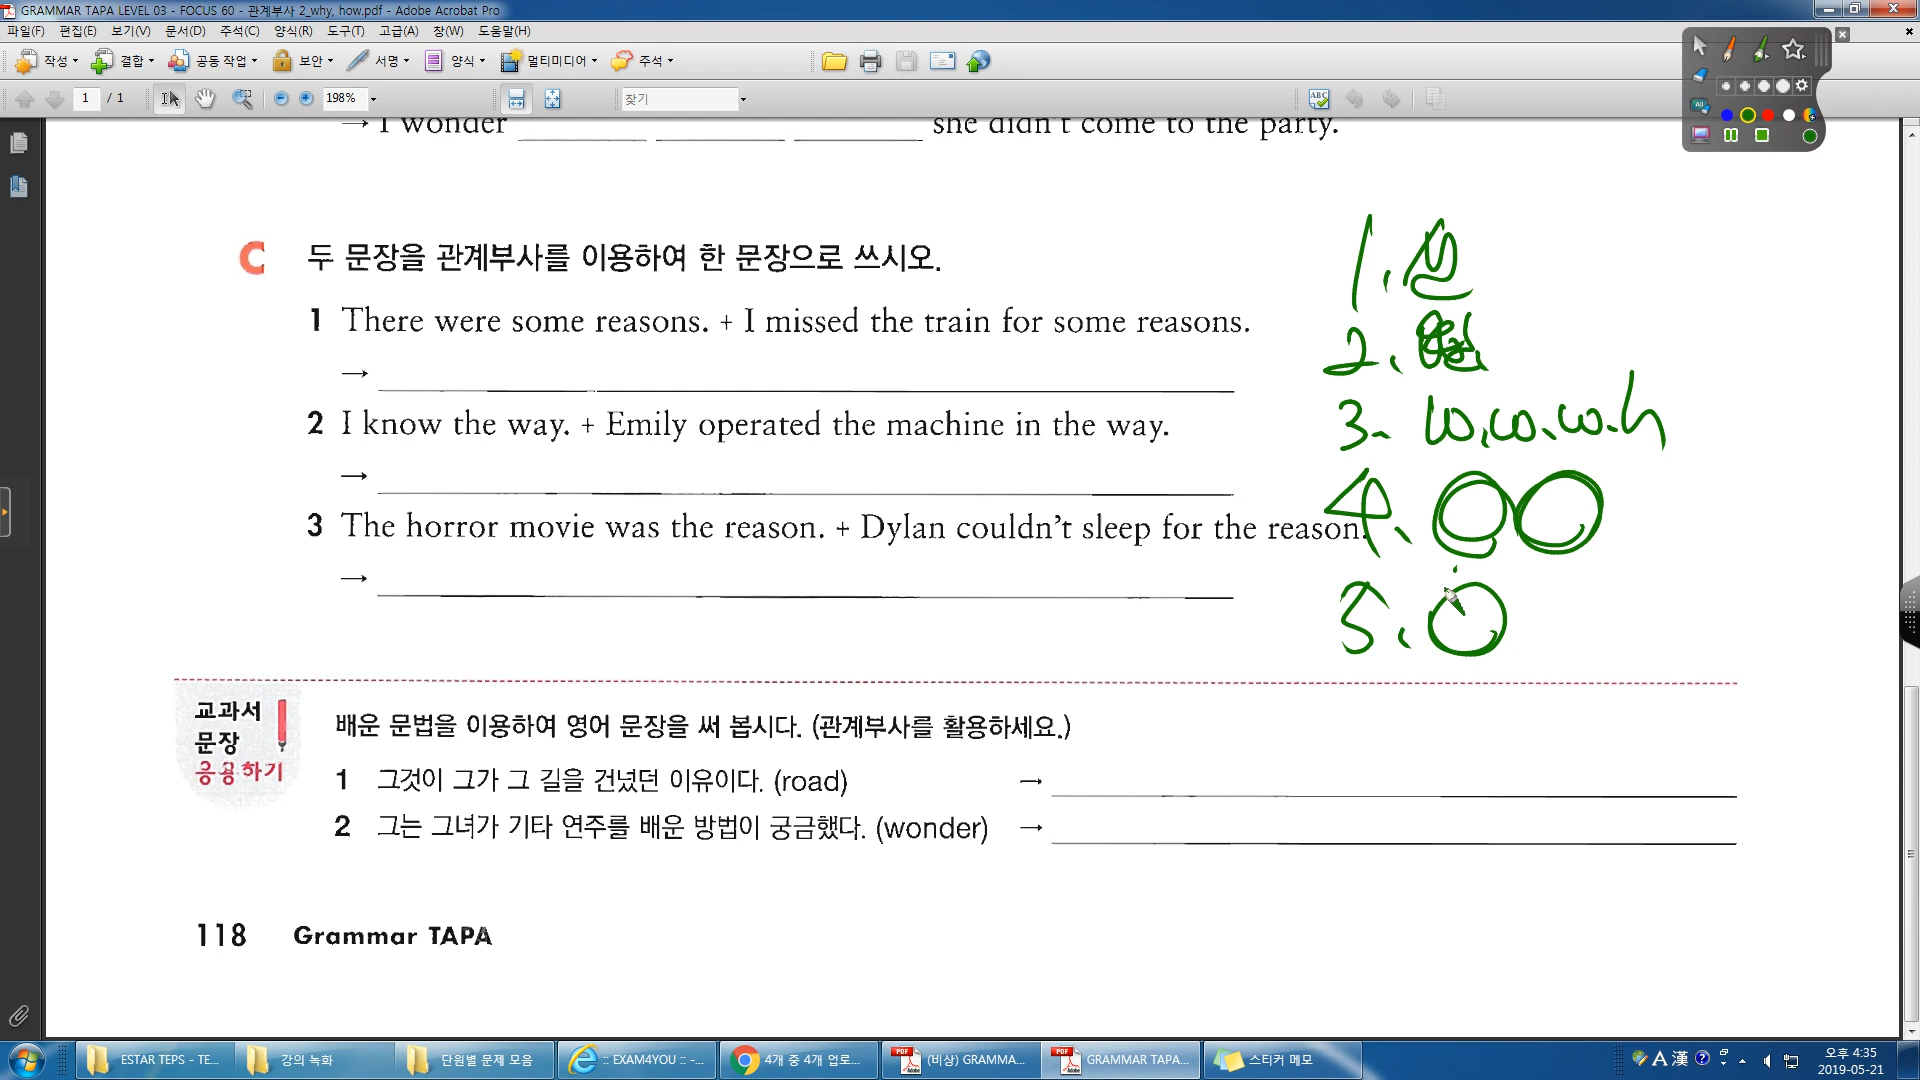 GRAMMAR TAPA LEVEL 03 - FOCUS 60 - 관계부사 2_why, how.pdf - Adobe Acrobat Pro
파일(F) 편집(E) 보기(V) 문서(D) 주석(C) 양식(R) 도구(T) 고급(A) 창(W) 도움말(H)
작성 결합 공동 작업 보안 서명 양식 멀티미디어 주석
1 / 1 198% 찾기
→ I wonder ___ ___ ___ she didn't come to the party.
C 두 문장을 관계부사를 이용하여 한 문장으로 쓰시오.
1 There were some reasons. + I missed the train for some reasons.
→
2 I know the way. + Emily operated the machine in the way.
→
3 The horror movie was the reason. + Dylan couldn't sleep for the reason.
→
1. 선
2.
3. w.w.w.h
4.
5.
교과서
문장
응용하기
배운 문법을 이용하여 영어 문장을 써 봅시다. (관계부사를 활용하세요.)
1 그것이 그가 그 길을 건넜던 이유이다. (road) →
2 그는 그녀가 기타 연주를 배운 방법이 궁금했다. (wonder) →
118 Grammar TAPA
ESTAR TEPS - TE... 강의 녹화 단원별 문제 모음 :: EXAM4YOU :: -... 4개 중 4개 업로... (비상) GRAMMA... GRAMMAR TAPA... 스티커 메모
A 漢
오후 4:35
2019-05-21